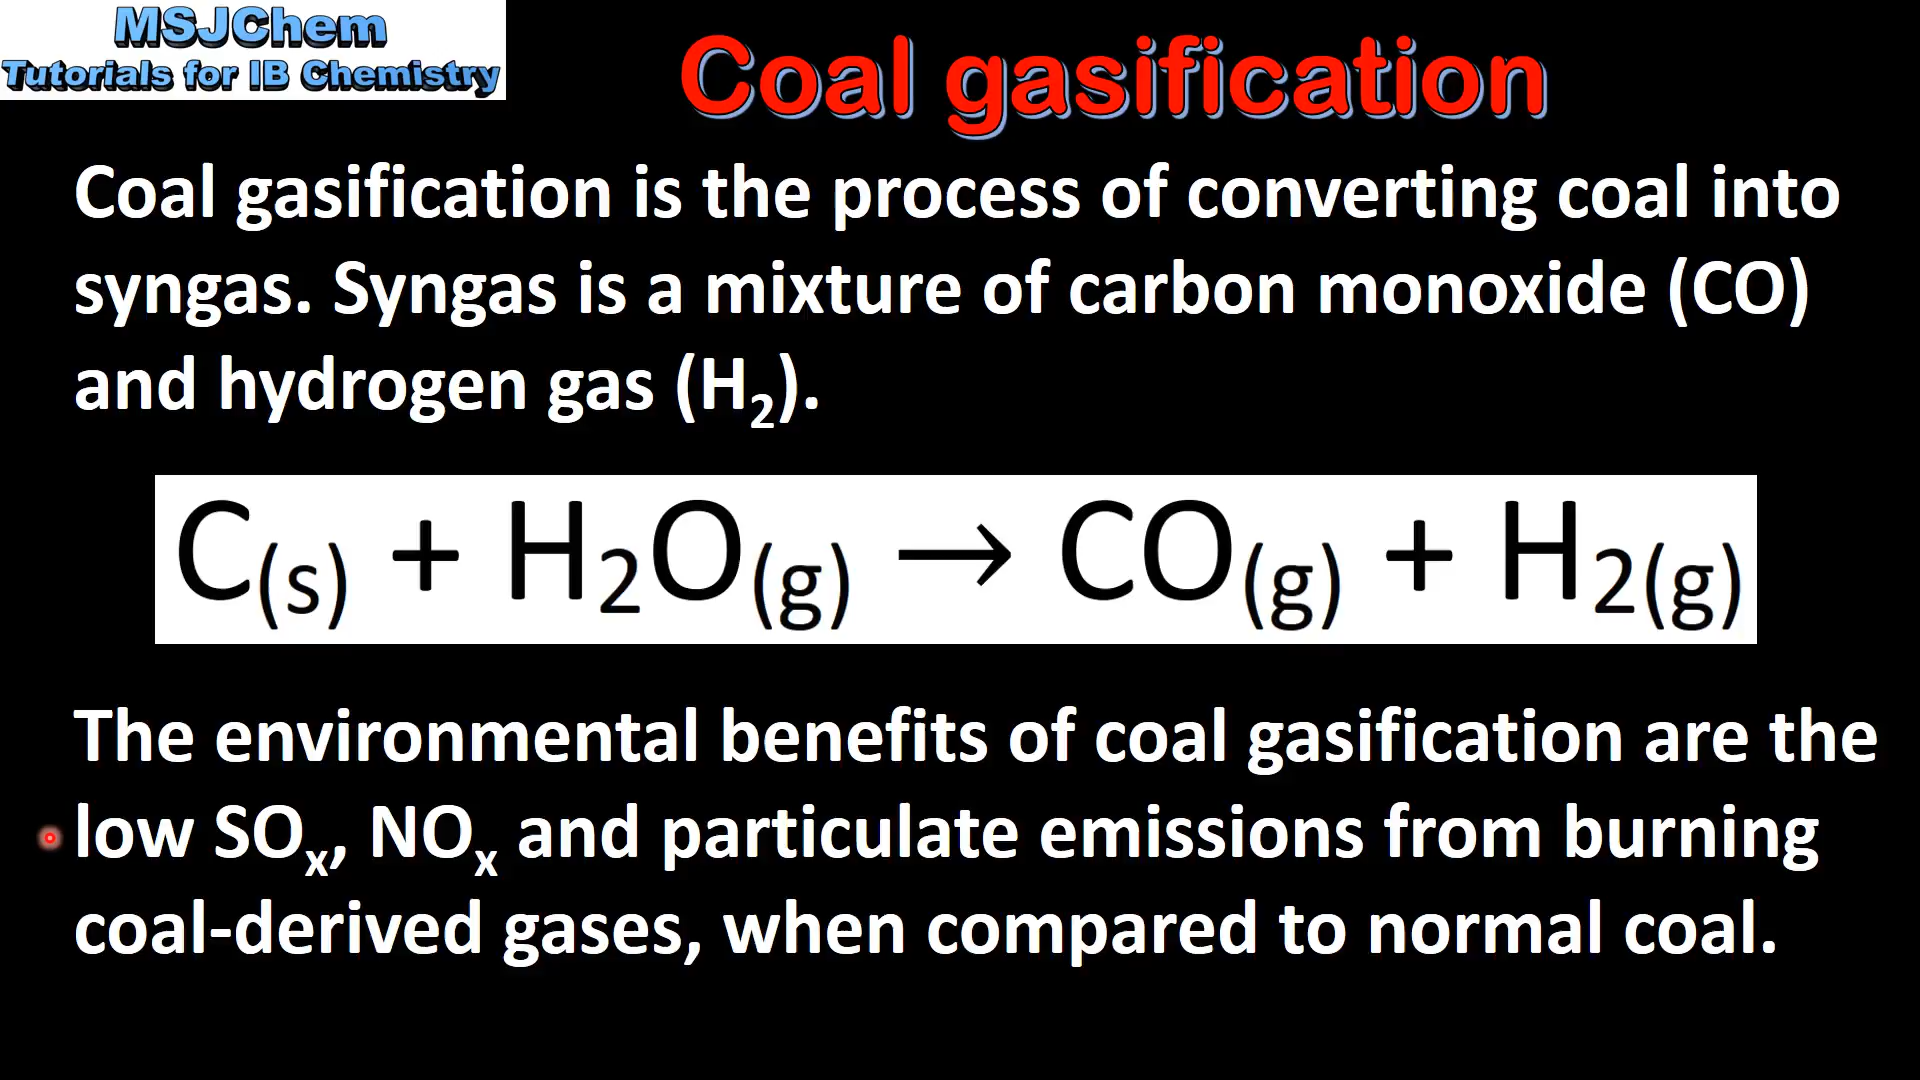 MSJChem
Tutorials for IB Chemistry
Coal gasification
Coal gasification is the process of converting coal into
syngas. Syngas is a mixture of carbon monoxide (CO)
and hydrogen gas (H₂).
C₍s₎ + H₂O₍g₎ → CO₍g₎ + H₂₍g₎
The environmental benefits of coal gasification are the
low SOₓ, NOₓ and particulate emissions from burning
coal-derived gases, when compared to normal coal.